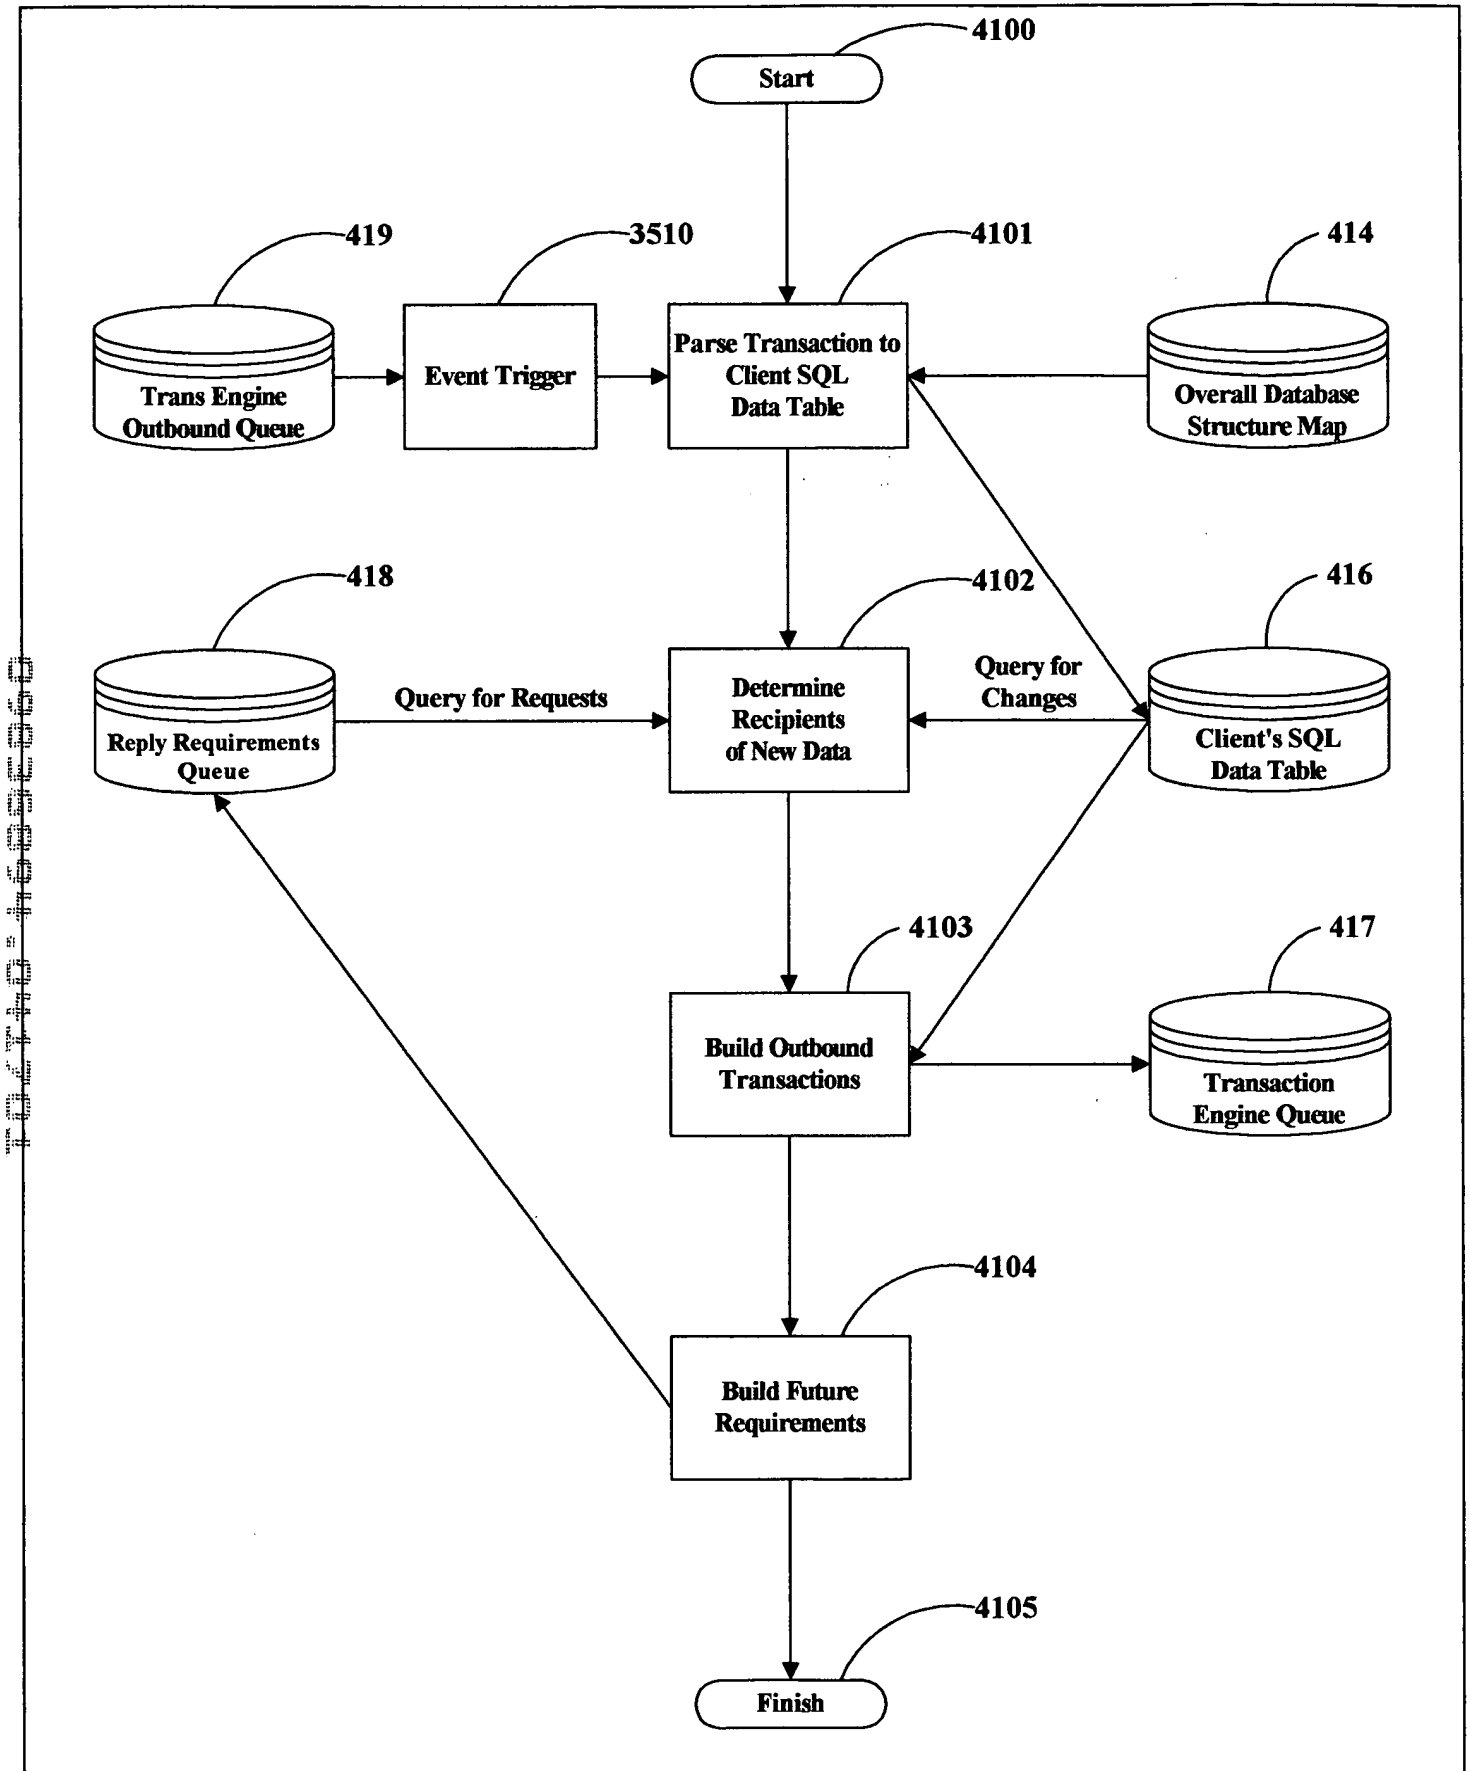 4100
Start
419
3510
4101
414
Trans Engine
Outbound Queue
Event Trigger
Parse Transaction to
Client SQL
Data Table
Overall Database
Structure Map
418
4102
416
Reply Requirements
Queue
Query for Requests
Determine
Recipients
of New Data
Query for
Changes
Client's SQL
Data Table
4103
417
Build Outbound
Transactions
Transaction
Engine Queue
4104
Build Future
Requirements
4105
Finish